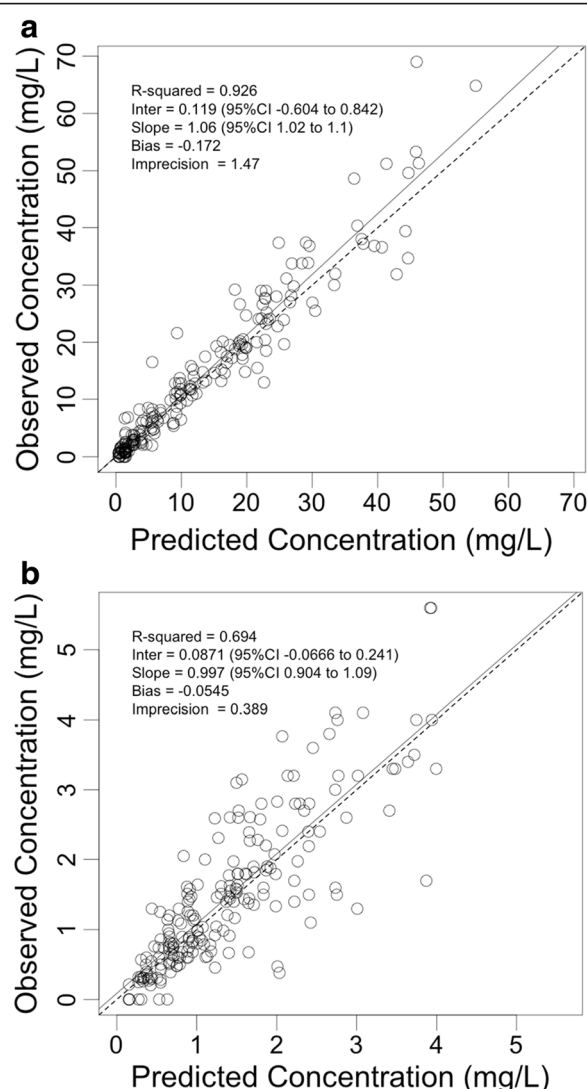 a
R-squared = 0.926
Inter = 0.119 (95%CI -0.604 to 0.842)
Slope = 1.06 (95%CI 1.02 to 1.1)
Bias = -0.172
Imprecision = 1.47
Observed Concentration (mg/L)
70
60
50
40
30
20
10
0
0 10 20 30 40 50 60 70
Predicted Concentration (mg/L)
b
R-squared = 0.694
Inter = 0.0871 (95%CI -0.0666 to 0.241)
Slope = 0.997 (95%CI 0.904 to 1.09)
Bias = -0.0545
Imprecision = 0.389
Observed Concentration (mg/L)
5
4
3
2
1
0
0 1 2 3 4 5
Predicted Concentration (mg/L)